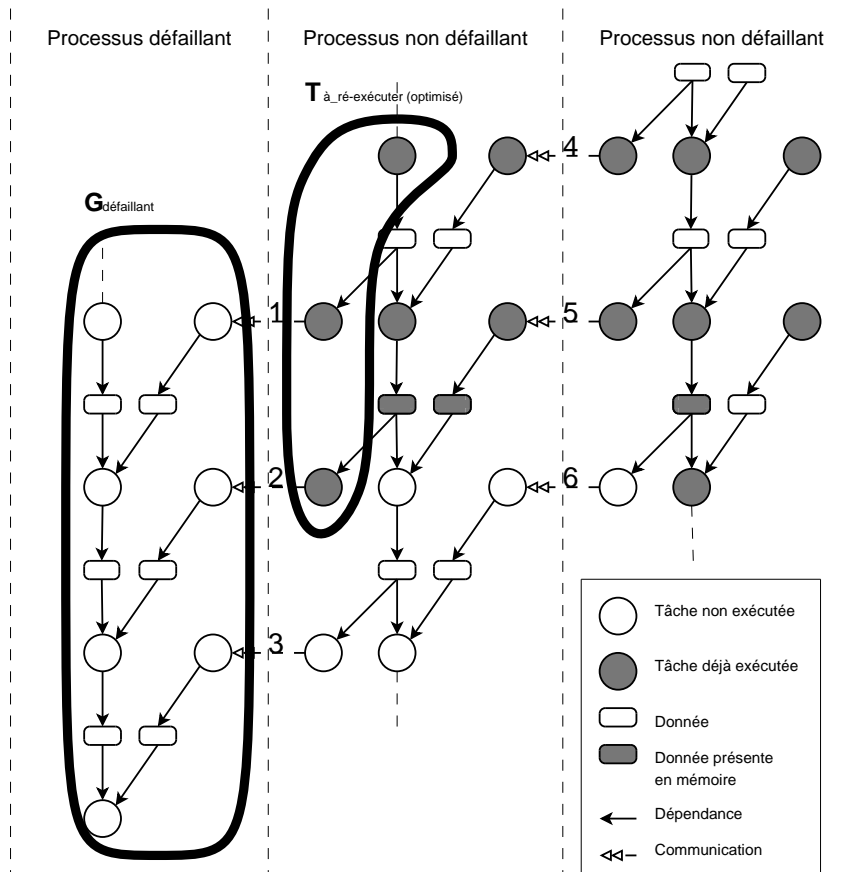 Processus défaillant
Processus non défaillant
Processus non défaillant
T à_ré-exécuter (optimisé)
4
Gdéfaillant
1
5
2
6
3
Tâche non exécutée
Tâche déjà exécutée
Donnée
Donnée présente
en mémoire
Dépendance
Communication